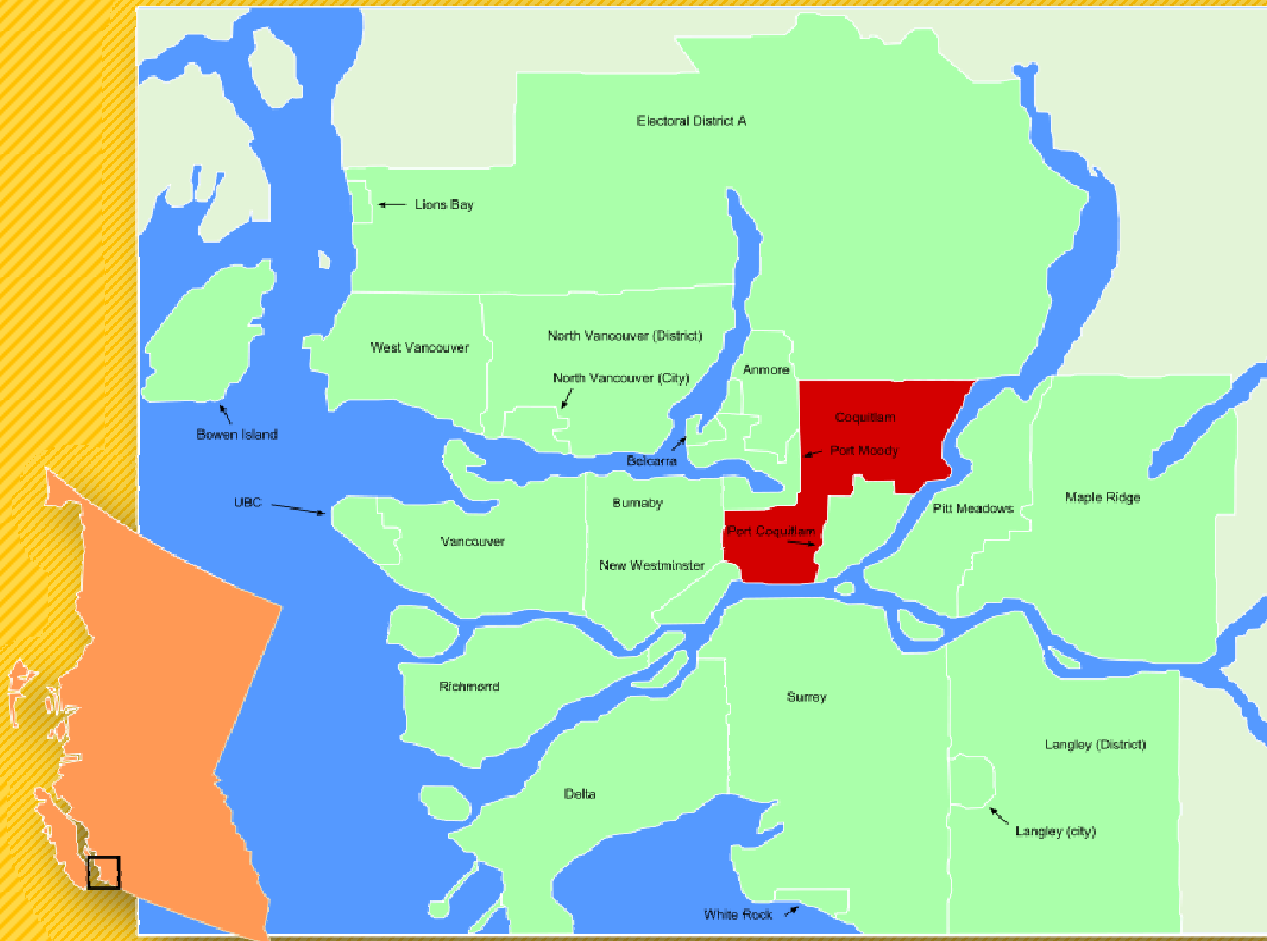 Electoral District A
Lions Bay
North Vancouver (District)
West Vancouver
Anmore
North Vancouver (City)
Coquitlam
Bowen Island
Port Moody
Belcarra
UBC
Burnaby
Maple Ridge
Pitt Meadows
Port Coquitlam
Vancouver
New Westminster
Richmond
Surrey
Langley (District)
Delta
Langley (city)
White Rock